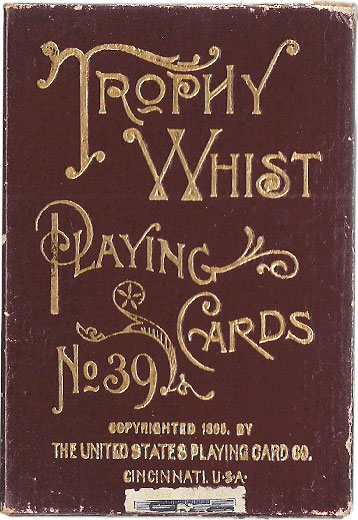 TROPHY
WHIST
PLAYING
CARDS
No 39
COPYRIGHTED 1895. BY
THE UNITED STATES PLAYING CARD CO.
CINCINNATI. U.S.A.